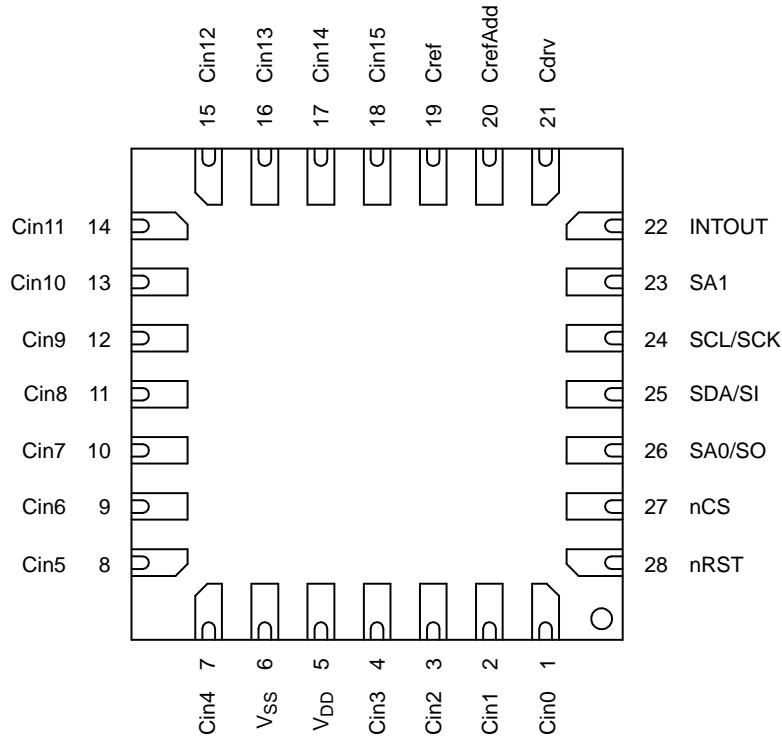 15 Cin12
16 Cin13
17 Cin14
18 Cin15
19 Cref
20 CrefAdd
21 Cdrv
Cin11 14
Cin10 13
Cin9 12
Cin8 11
Cin7 10
Cin6 9
Cin5 8
22 INTOUT
23 SA1
24 SCL/SCK
25 SDA/SI
26 SA0/SO
27 nCS
28 nRST
Cin4 7
VSS 6
VDD 5
Cin3 4
Cin2 3
Cin1 2
Cin0 1